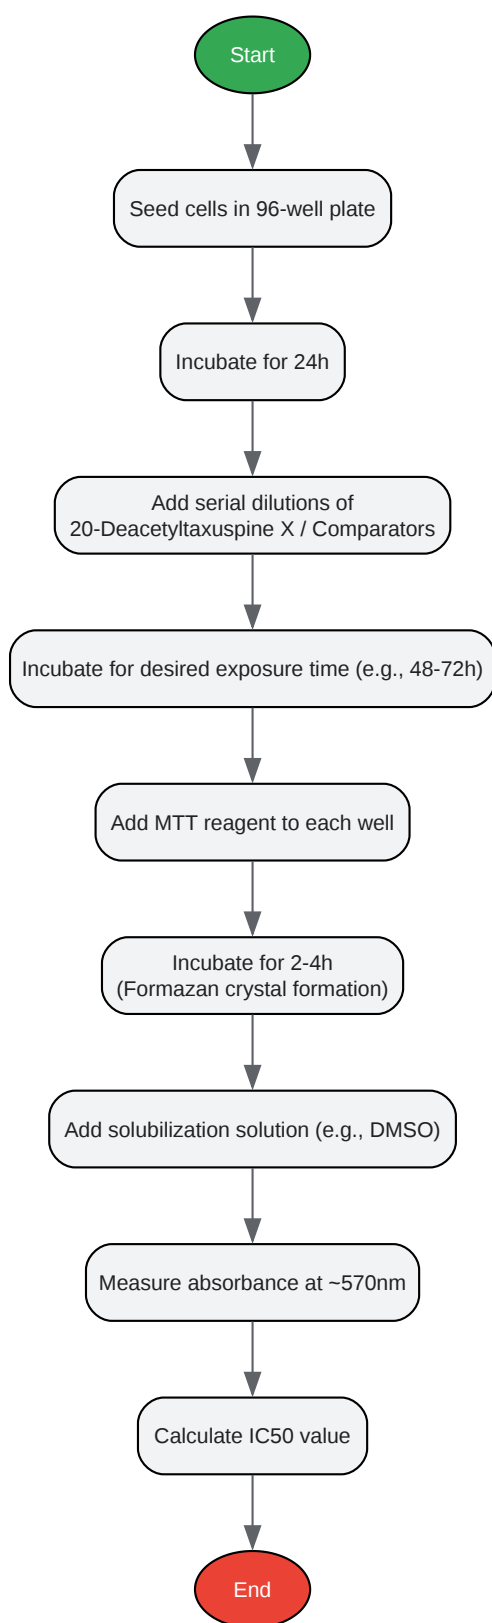 Start
Seed cells in 96-well plate
Incubate for 24h
Add serial dilutions of
20-Deacetyltaxuspine X / Comparators
Incubate for desired exposure time (e.g., 48-72h)
Add MTT reagent to each well
Incubate for 2-4h
(Formazan crystal formation)
Add solubilization solution (e.g., DMSO)
Measure absorbance at ~570nm
Calculate IC50 value
End